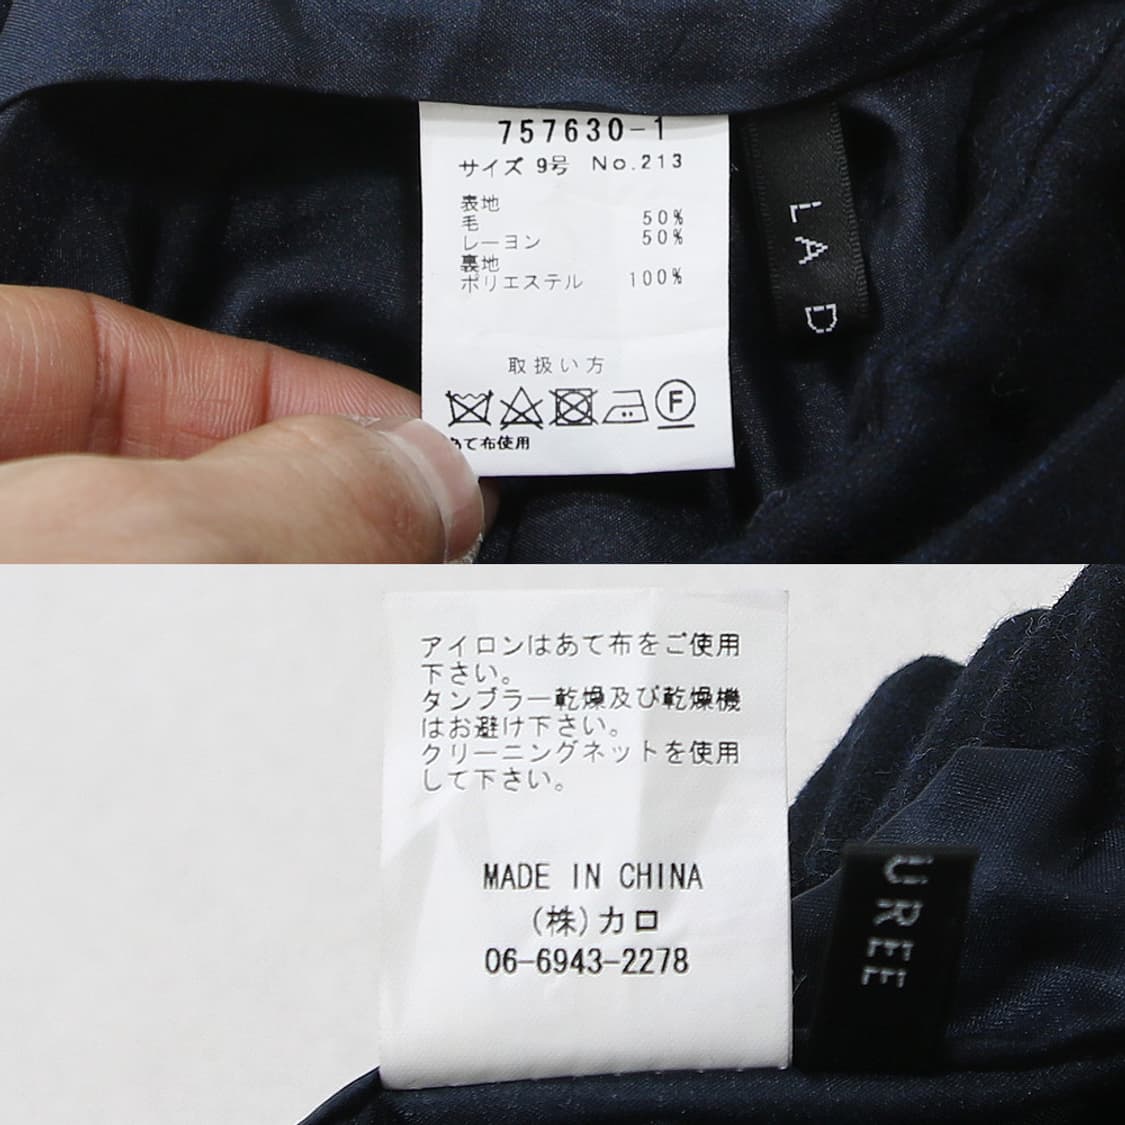 757630-1
サイズ 9号 No.213
表地
毛 50%
レーヨン 50%
裏地
ポリエステル 100%
取扱い方
F
あて布使用
LA D
アイロンはあて布をご使用
下さい。
タンブラー乾燥及び乾燥機
はお避け下さい。
クリーニングネットを使用
して下さい。
MADE IN CHINA
(株)カロ
06-6943-2278
UREE